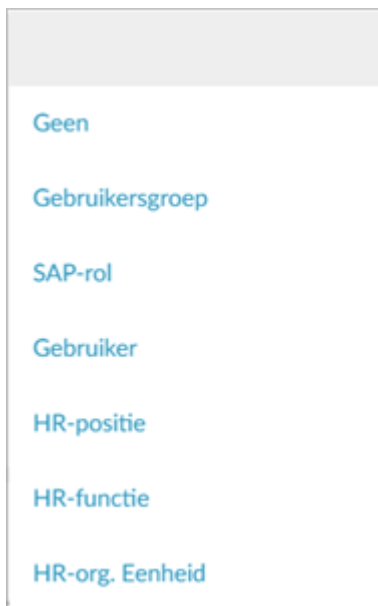 Geen
Gebruikersgroep
SAP-rol
Gebruiker
HR-positie
HR-functie
HR-org. Eenheid